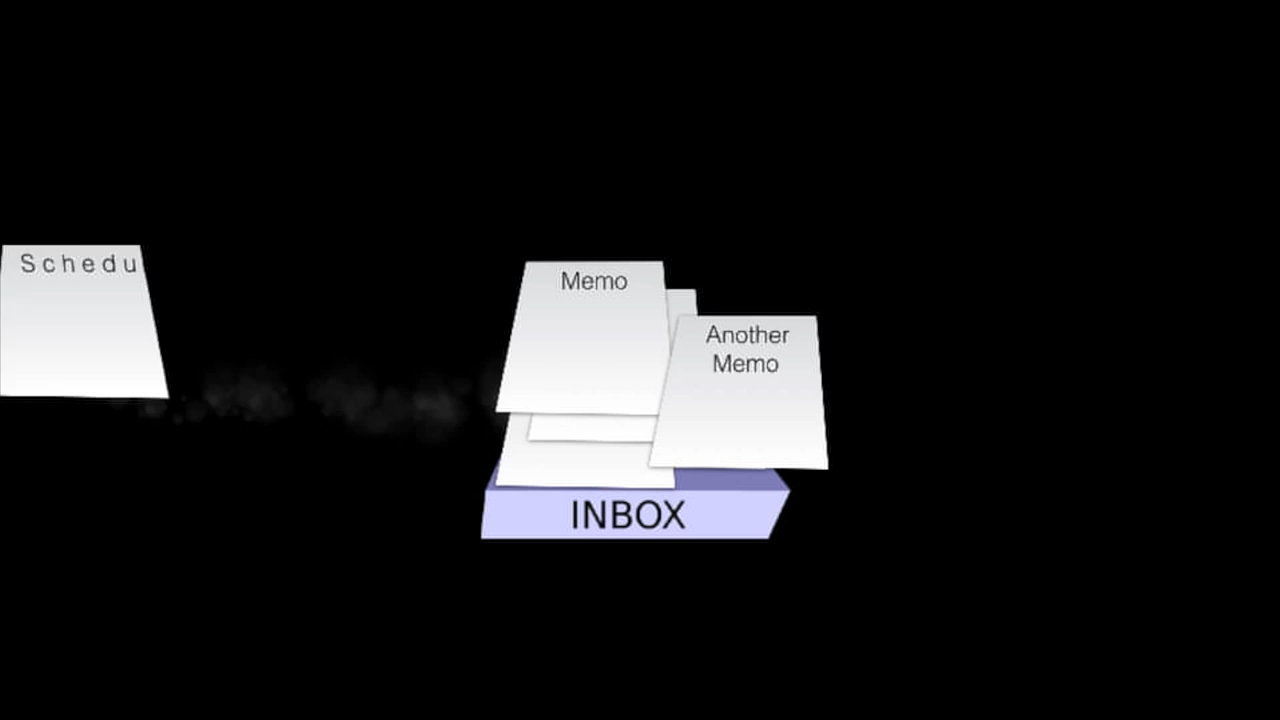 Schedu
Memo
Another
Memo
INBOX